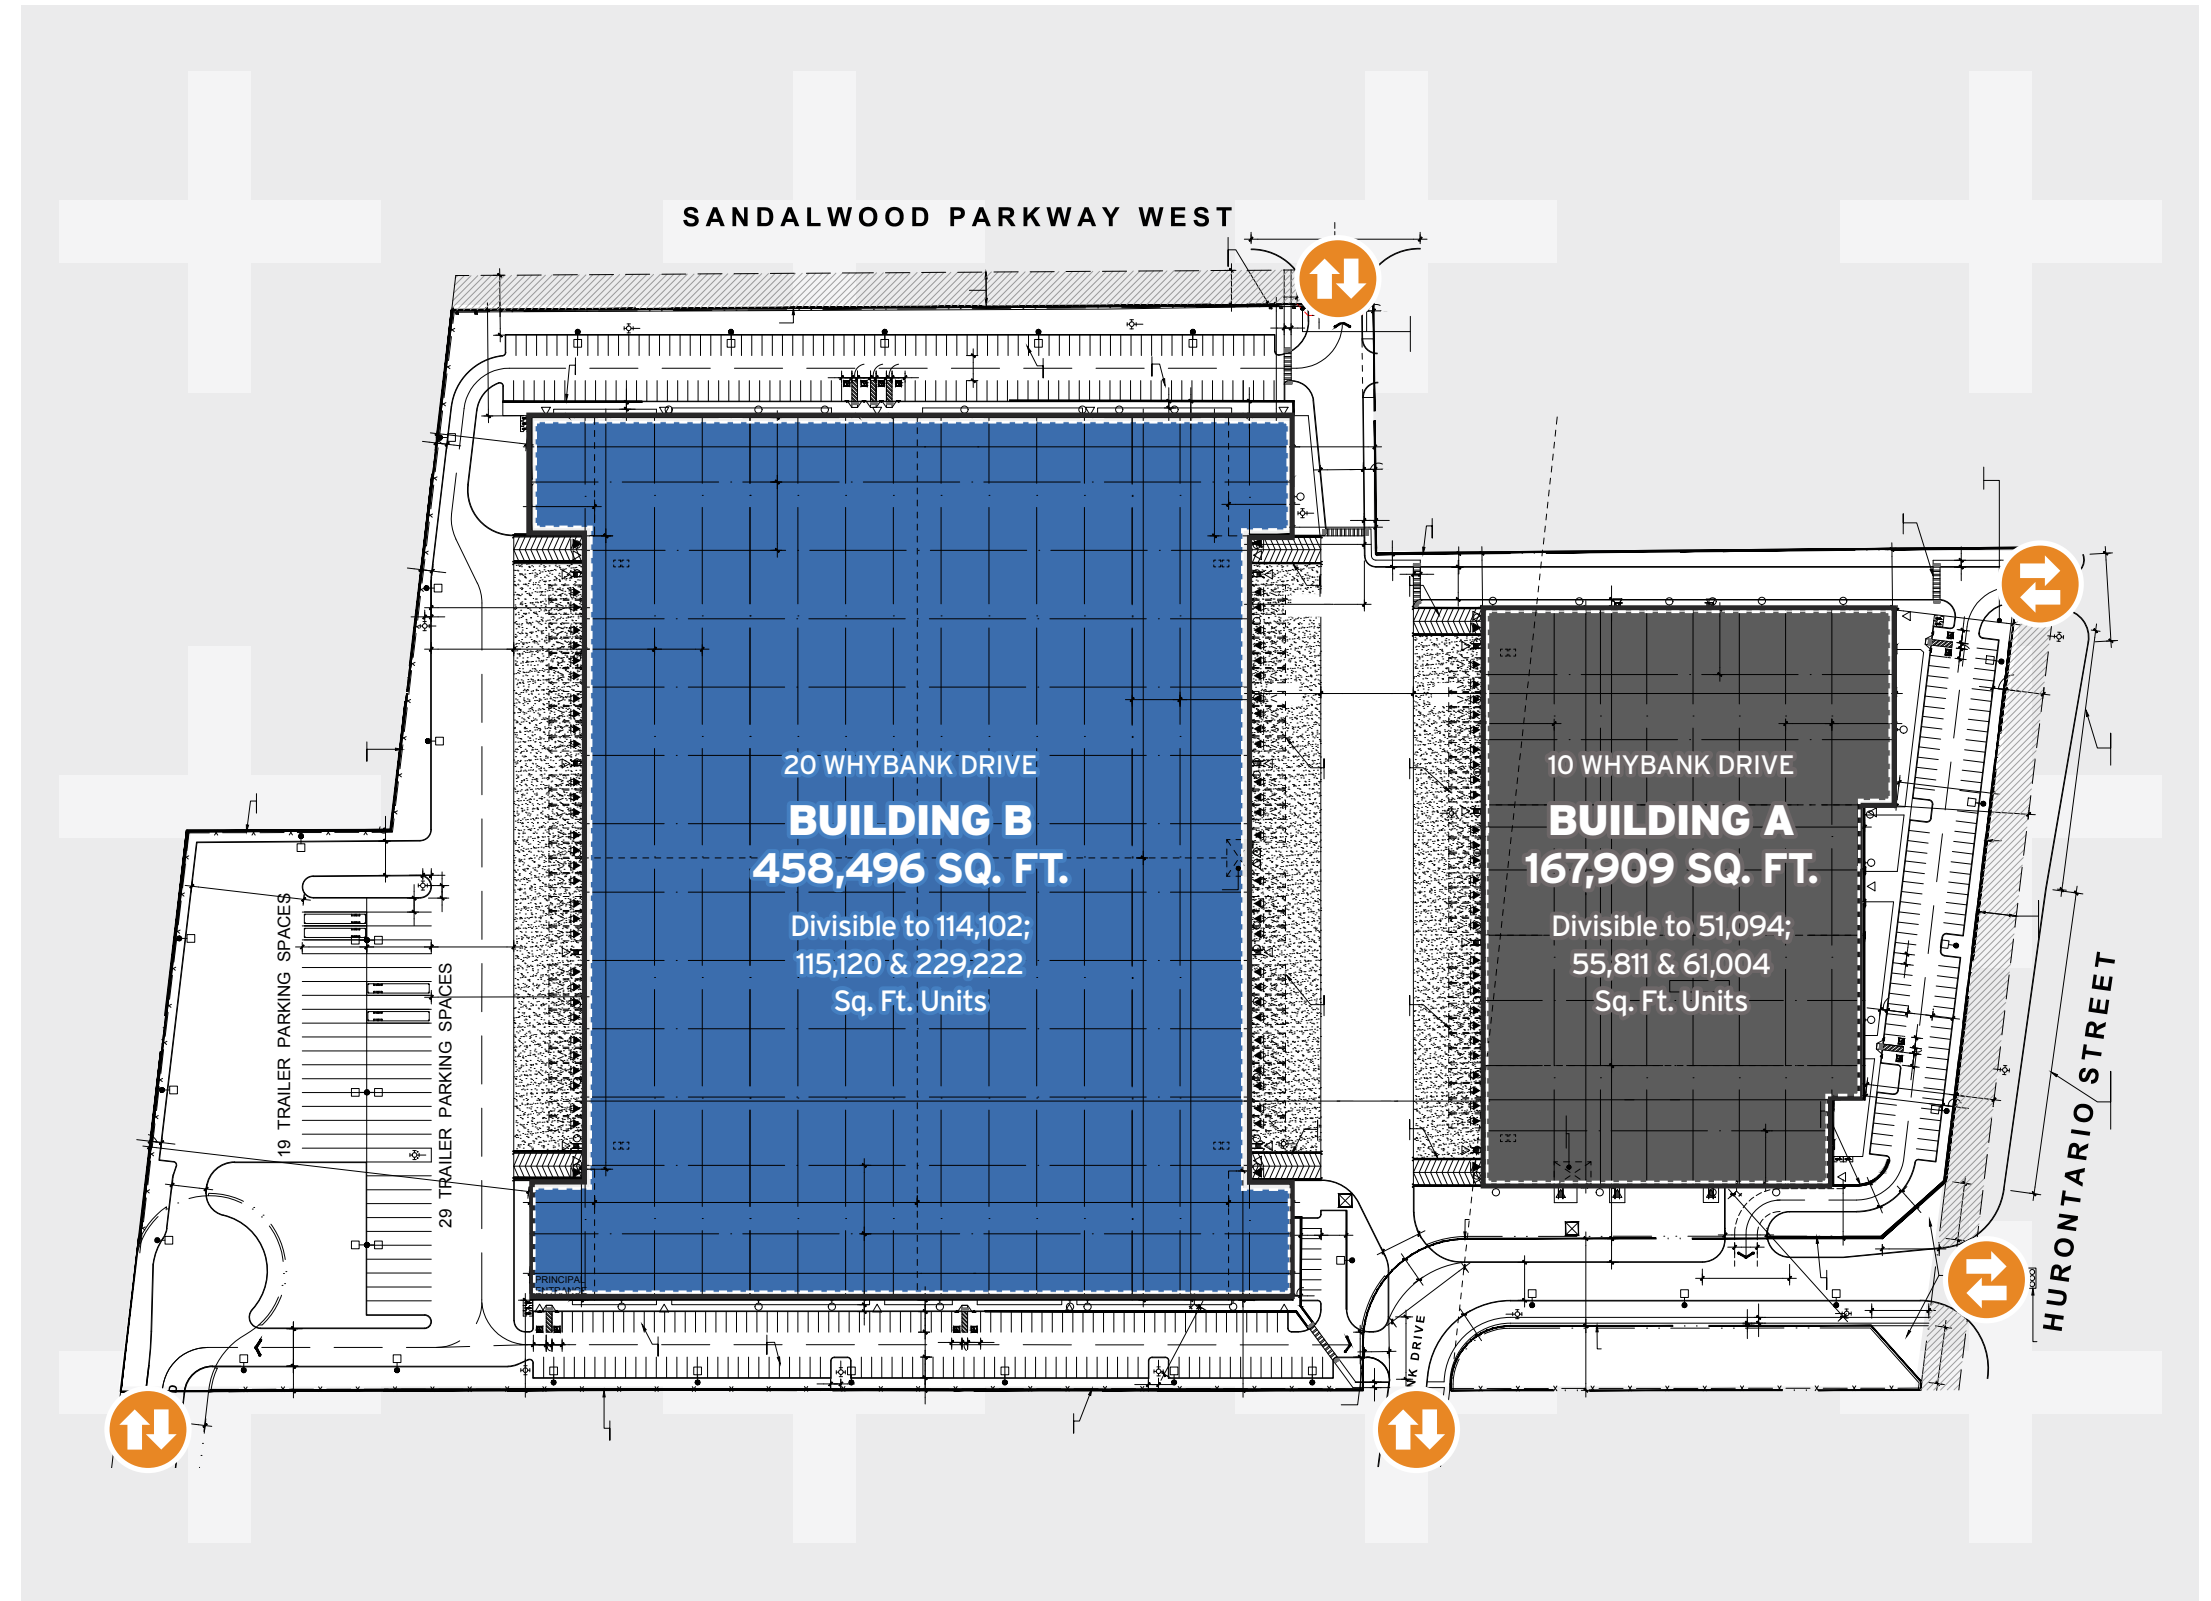 SANDALWOOD PARKWAY WEST
20 WHYBANK DRIVE
BUILDING B
458,496 SQ. FT.
Divisible to 114,102;
115,120 & 229,222
Sq. Ft. Units
10 WHYBANK DRIVE
BUILDING A
167,909 SQ. FT.
Divisible to 51,094;
55,811 & 61,004
Sq. Ft. Units
19 TRAILER PARKING SPACES
29 TRAILER PARKING SPACES
HURONTARIO STREET
PRINCIPAL
ENTRANCE
DRIVE